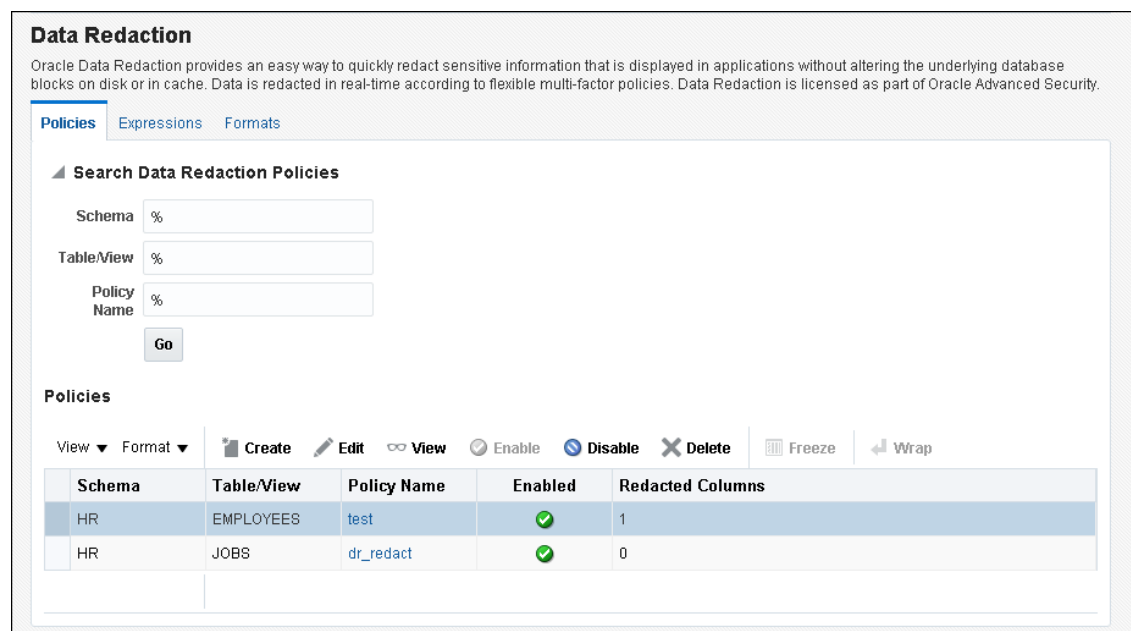 Data Redaction
Oracle Data Redaction provides an easy way to quickly redact sensitive information that is displayed in applications without altering the underlying database
blocks on disk or in cache. Data is redacted in real-time according to flexible multi-factor policies. Data Redaction is licensed as part of Oracle Advanced Security.
Policies Expressions Formats
Search Data Redaction Policies
Schema %
Table/View %
Policy
Name %
Go
Policies
View Format Create Edit View Enable Disable Delete Freeze Wrap
Schema Table/View Policy Name Enabled Redacted Columns
HR EMPLOYEES test 1
HR JOBS dr_redact 0